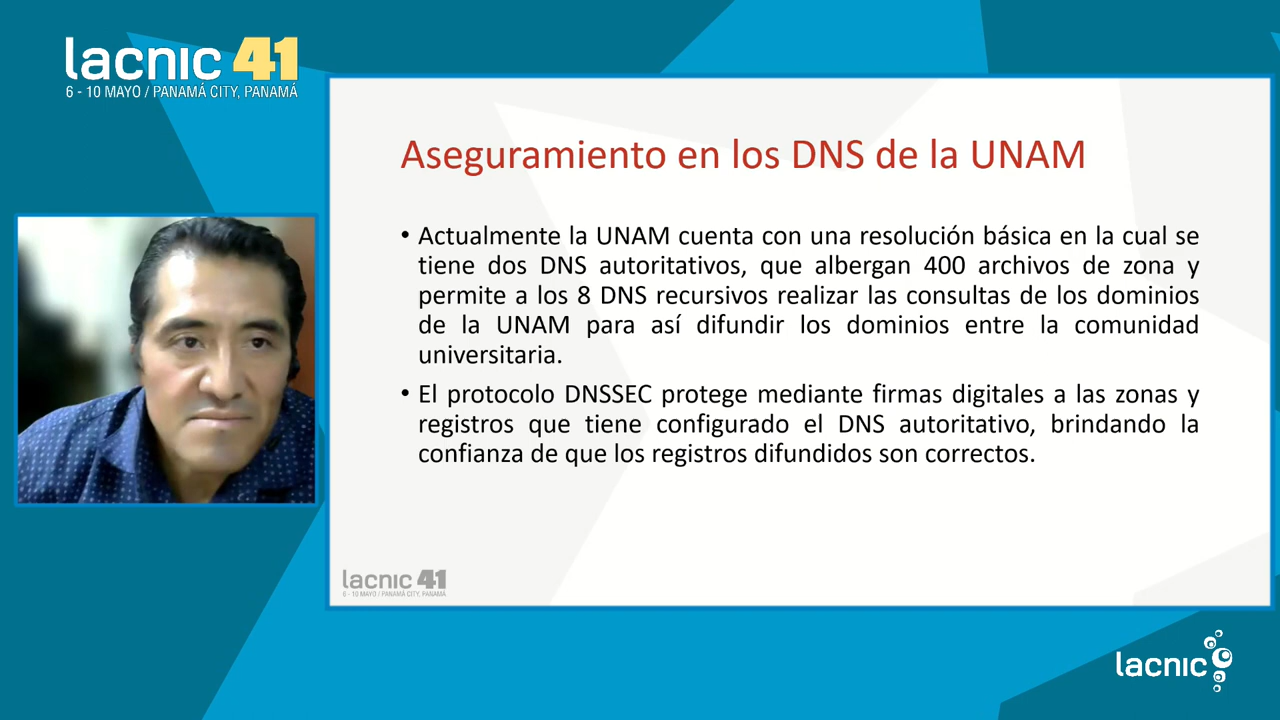 lacnic 41
6 - 10 MAYO / PANAMÁ CITY, PANAMÁ
Aseguramiento en los DNS de la UNAM
• Actualmente la UNAM cuenta con una resolución básica en la cual se
tiene dos DNS autoritativos, que albergan 400 archivos de zona y
permite a los 8 DNS recursivos realizar las consultas de los dominios
de la UNAM para así difundir los dominios entre la comunidad
universitaria.
• El protocolo DNSSEC protege mediante firmas digitales a las zonas y
registros que tiene configurado el DNS autoritativo, brindando la
confianza de que los registros difundidos son correctos.
lacnic 41
6 - 10 MAYO / PANAMÁ CITY, PANAMÁ
lacnic